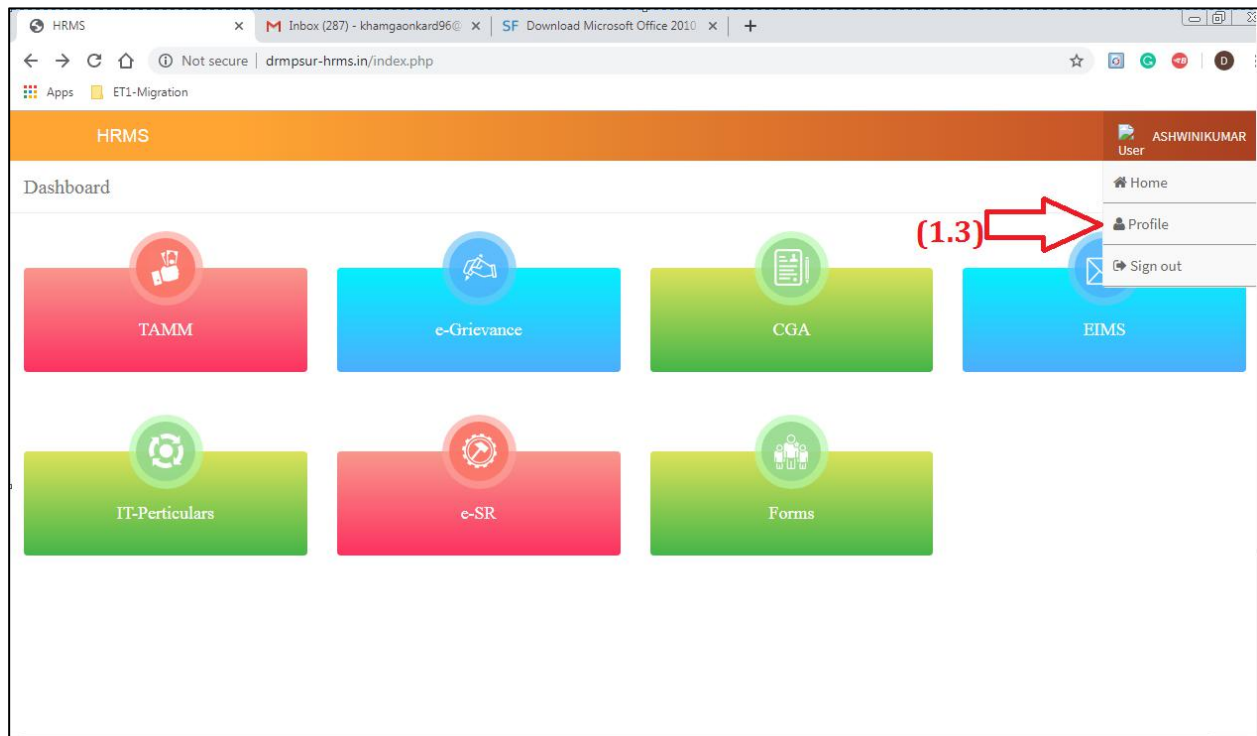 HRMS
Inbox (287) - khamgaonkard96@
SF Download Microsoft Office 2010
Not secure | drmpsur-hrms.in/index.php
D
Apps ET1-Migration
HRMS
User
ASHWINIKUMAR
Dashboard
Home
(1.3)
Profile
Sign out
TAMM
e-Grievance
CGA
EIMS
IT-Perticulars
e-SR
Forms